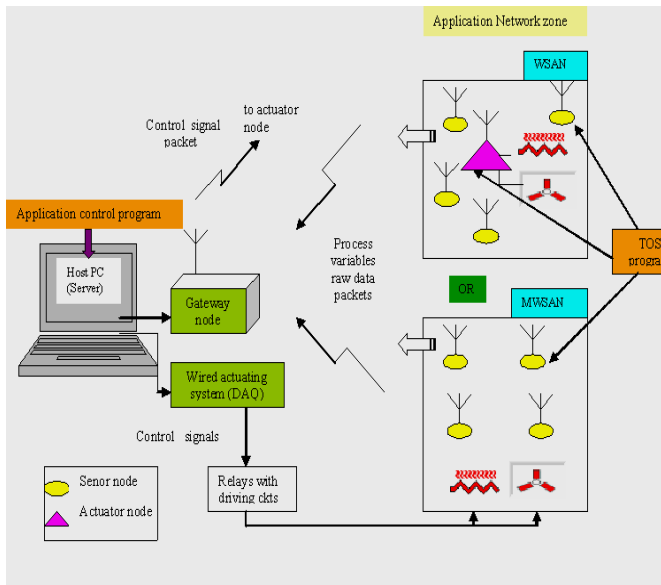 Application Network zone
WSAN
to actuator
node
Control signal
packet
Application control program
Host PC
(Server)
Gateway
node
Process
variables
raw data
packets
TOS
progra
OR
MWSAN
Wired actuating
system (DAQ)
Control signals
Relays with
driving ckts
Senor node
Actuator node